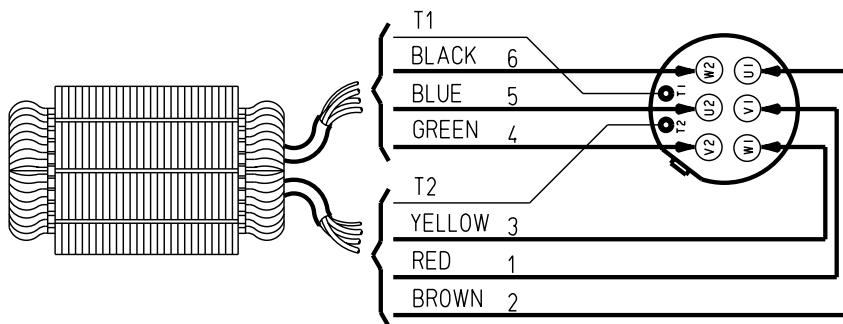 T1
BLACK 6
BLUE 5
GREEN 4
T2
YELLOW 3
RED 1
BROWN 2
W2 U1
T1
U2 V1
T2
V2 W1